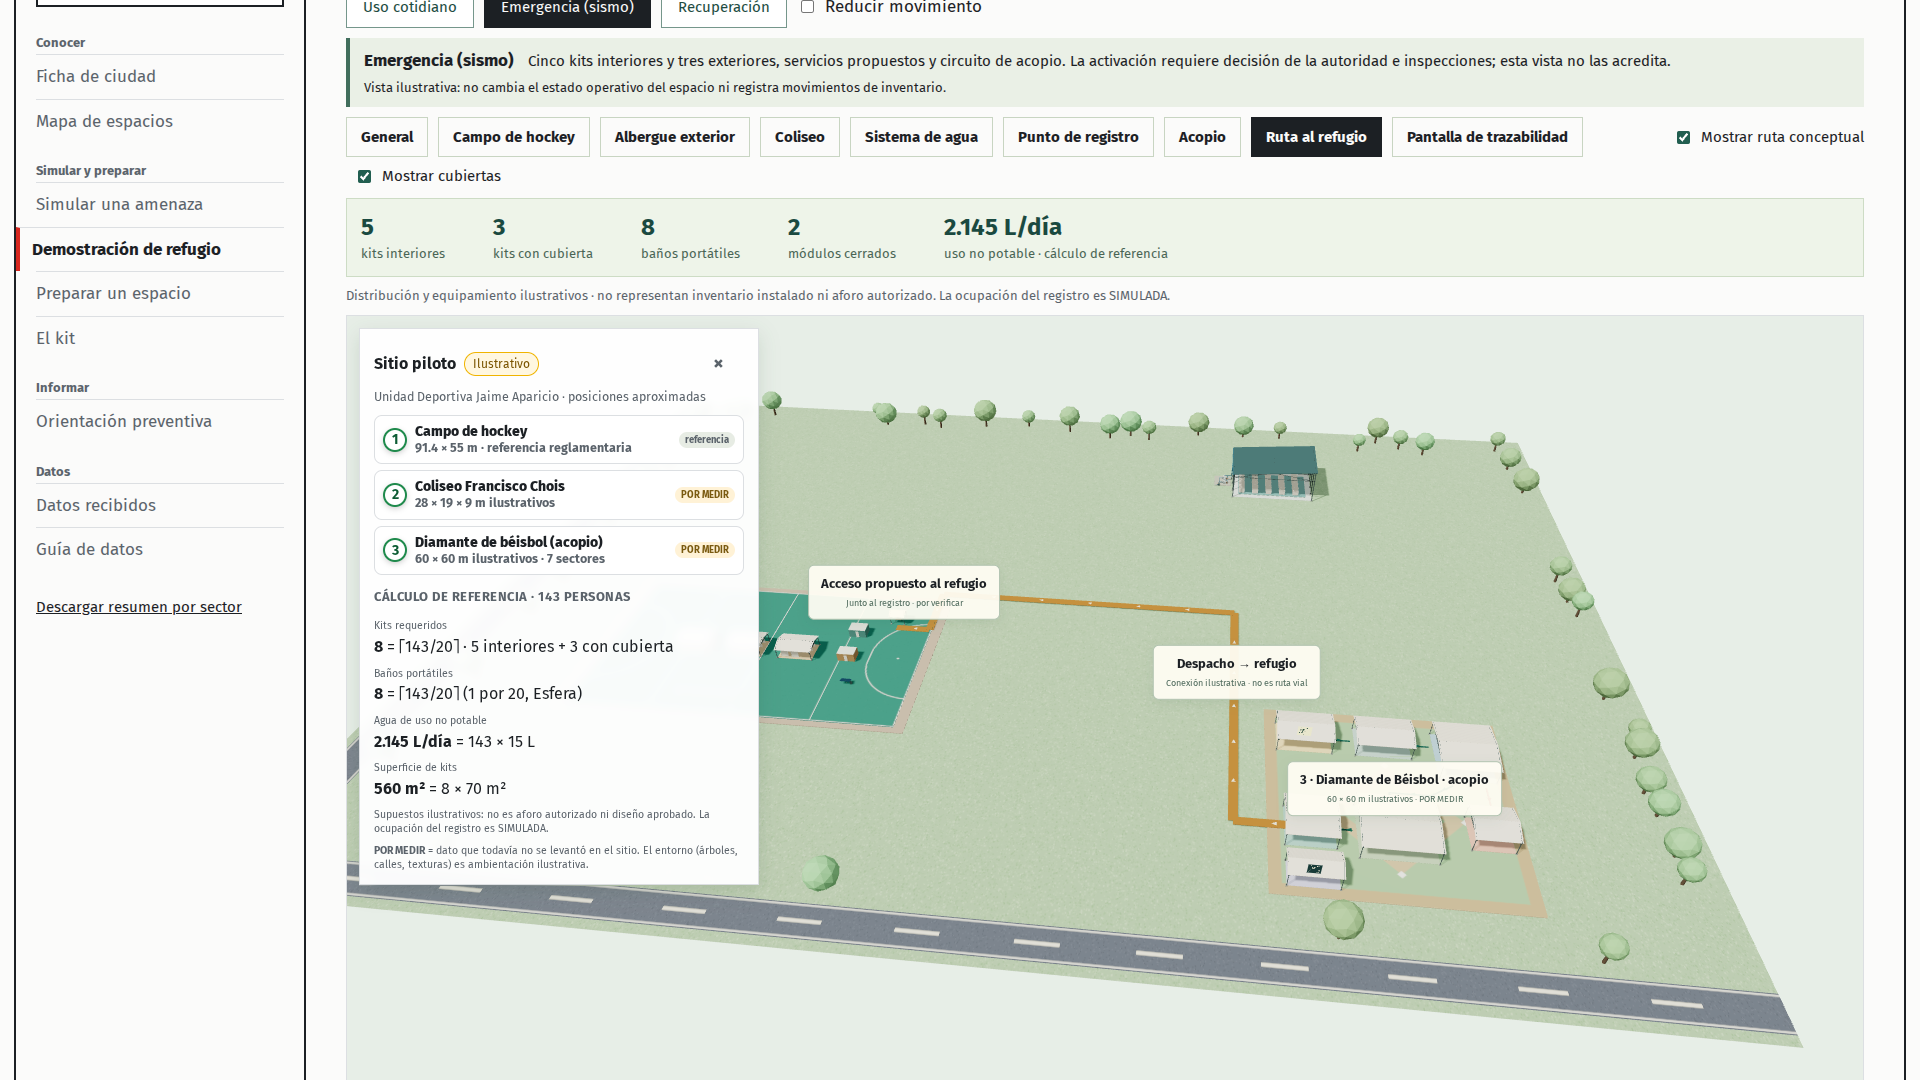 Uso cotidiano
Emergencia (sismo)
Recuperación
Reducir movimiento
Conocer
Ficha de ciudad
Mapa de espacios
Simular y preparar
Simular una amenaza
Demostración de refugio
Preparar un espacio
El kit
Informar
Orientación preventiva
Datos
Datos recibidos
Guía de datos
Descargar resumen por sector
Emergencia (sismo) Cinco kits interiores y tres exteriores, servicios propuestos y circuito de acopio. La activación requiere decisión de la autoridad e inspecciones; esta vista no las acredita.
Vista ilustrativa: no cambia el estado operativo del espacio ni registra movimientos de inventario.
General
Campo de hockey
Albergue exterior
Coliseo
Sistema de agua
Punto de registro
Acopio
Ruta al refugio
Pantalla de trazabilidad
Mostrar ruta conceptual
Mostrar cubiertas
5
kits interiores
3
kits con cubierta
8
baños portátiles
2
módulos cerrados
2.145 L/día
uso no potable · cálculo de referencia
Distribución y equipamiento ilustrativos · no representan inventario instalado ni aforo autorizado. La ocupación del registro es SIMULADA.
Sitio piloto Ilustrativo ×
Unidad Deportiva Jaime Aparicio · posiciones aproximadas
1 Campo de hockey
91.4 × 55 m · referencia reglamentaria
referencia
2 Coliseo Francisco Chois
28 × 19 × 9 m ilustrativos
POR MEDIR
3 Diamante de béisbol (acopio)
60 × 60 m ilustrativos · 7 sectores
POR MEDIR
CÁLCULO DE REFERENCIA · 143 PERSONAS
Kits requeridos
8 = ⌈143/20⌉ · 5 interiores + 3 con cubierta
Baños portátiles
8 = ⌈143/20⌉ (1 por 20, Esfera)
Agua de uso no potable
2.145 L/día = 143 × 15 L
Superficie de kits
560 m² = 8 × 70 m²
Supuestos ilustrativos: no es aforo autorizado ni diseño aprobado. La
ocupación del registro es SIMULADA.
POR MEDIR = dato que todavía no se levantó en el sitio. El entorno (árboles,
calles, texturas) es ambientación ilustrativa.
Acceso propuesto al refugio
Junto al registro · por verificar
Despacho → refugio
Conexión ilustrativa · no es ruta vial
3 · Diamante de Béisbol · acopio
60 × 60 m ilustrativos · POR MEDIR